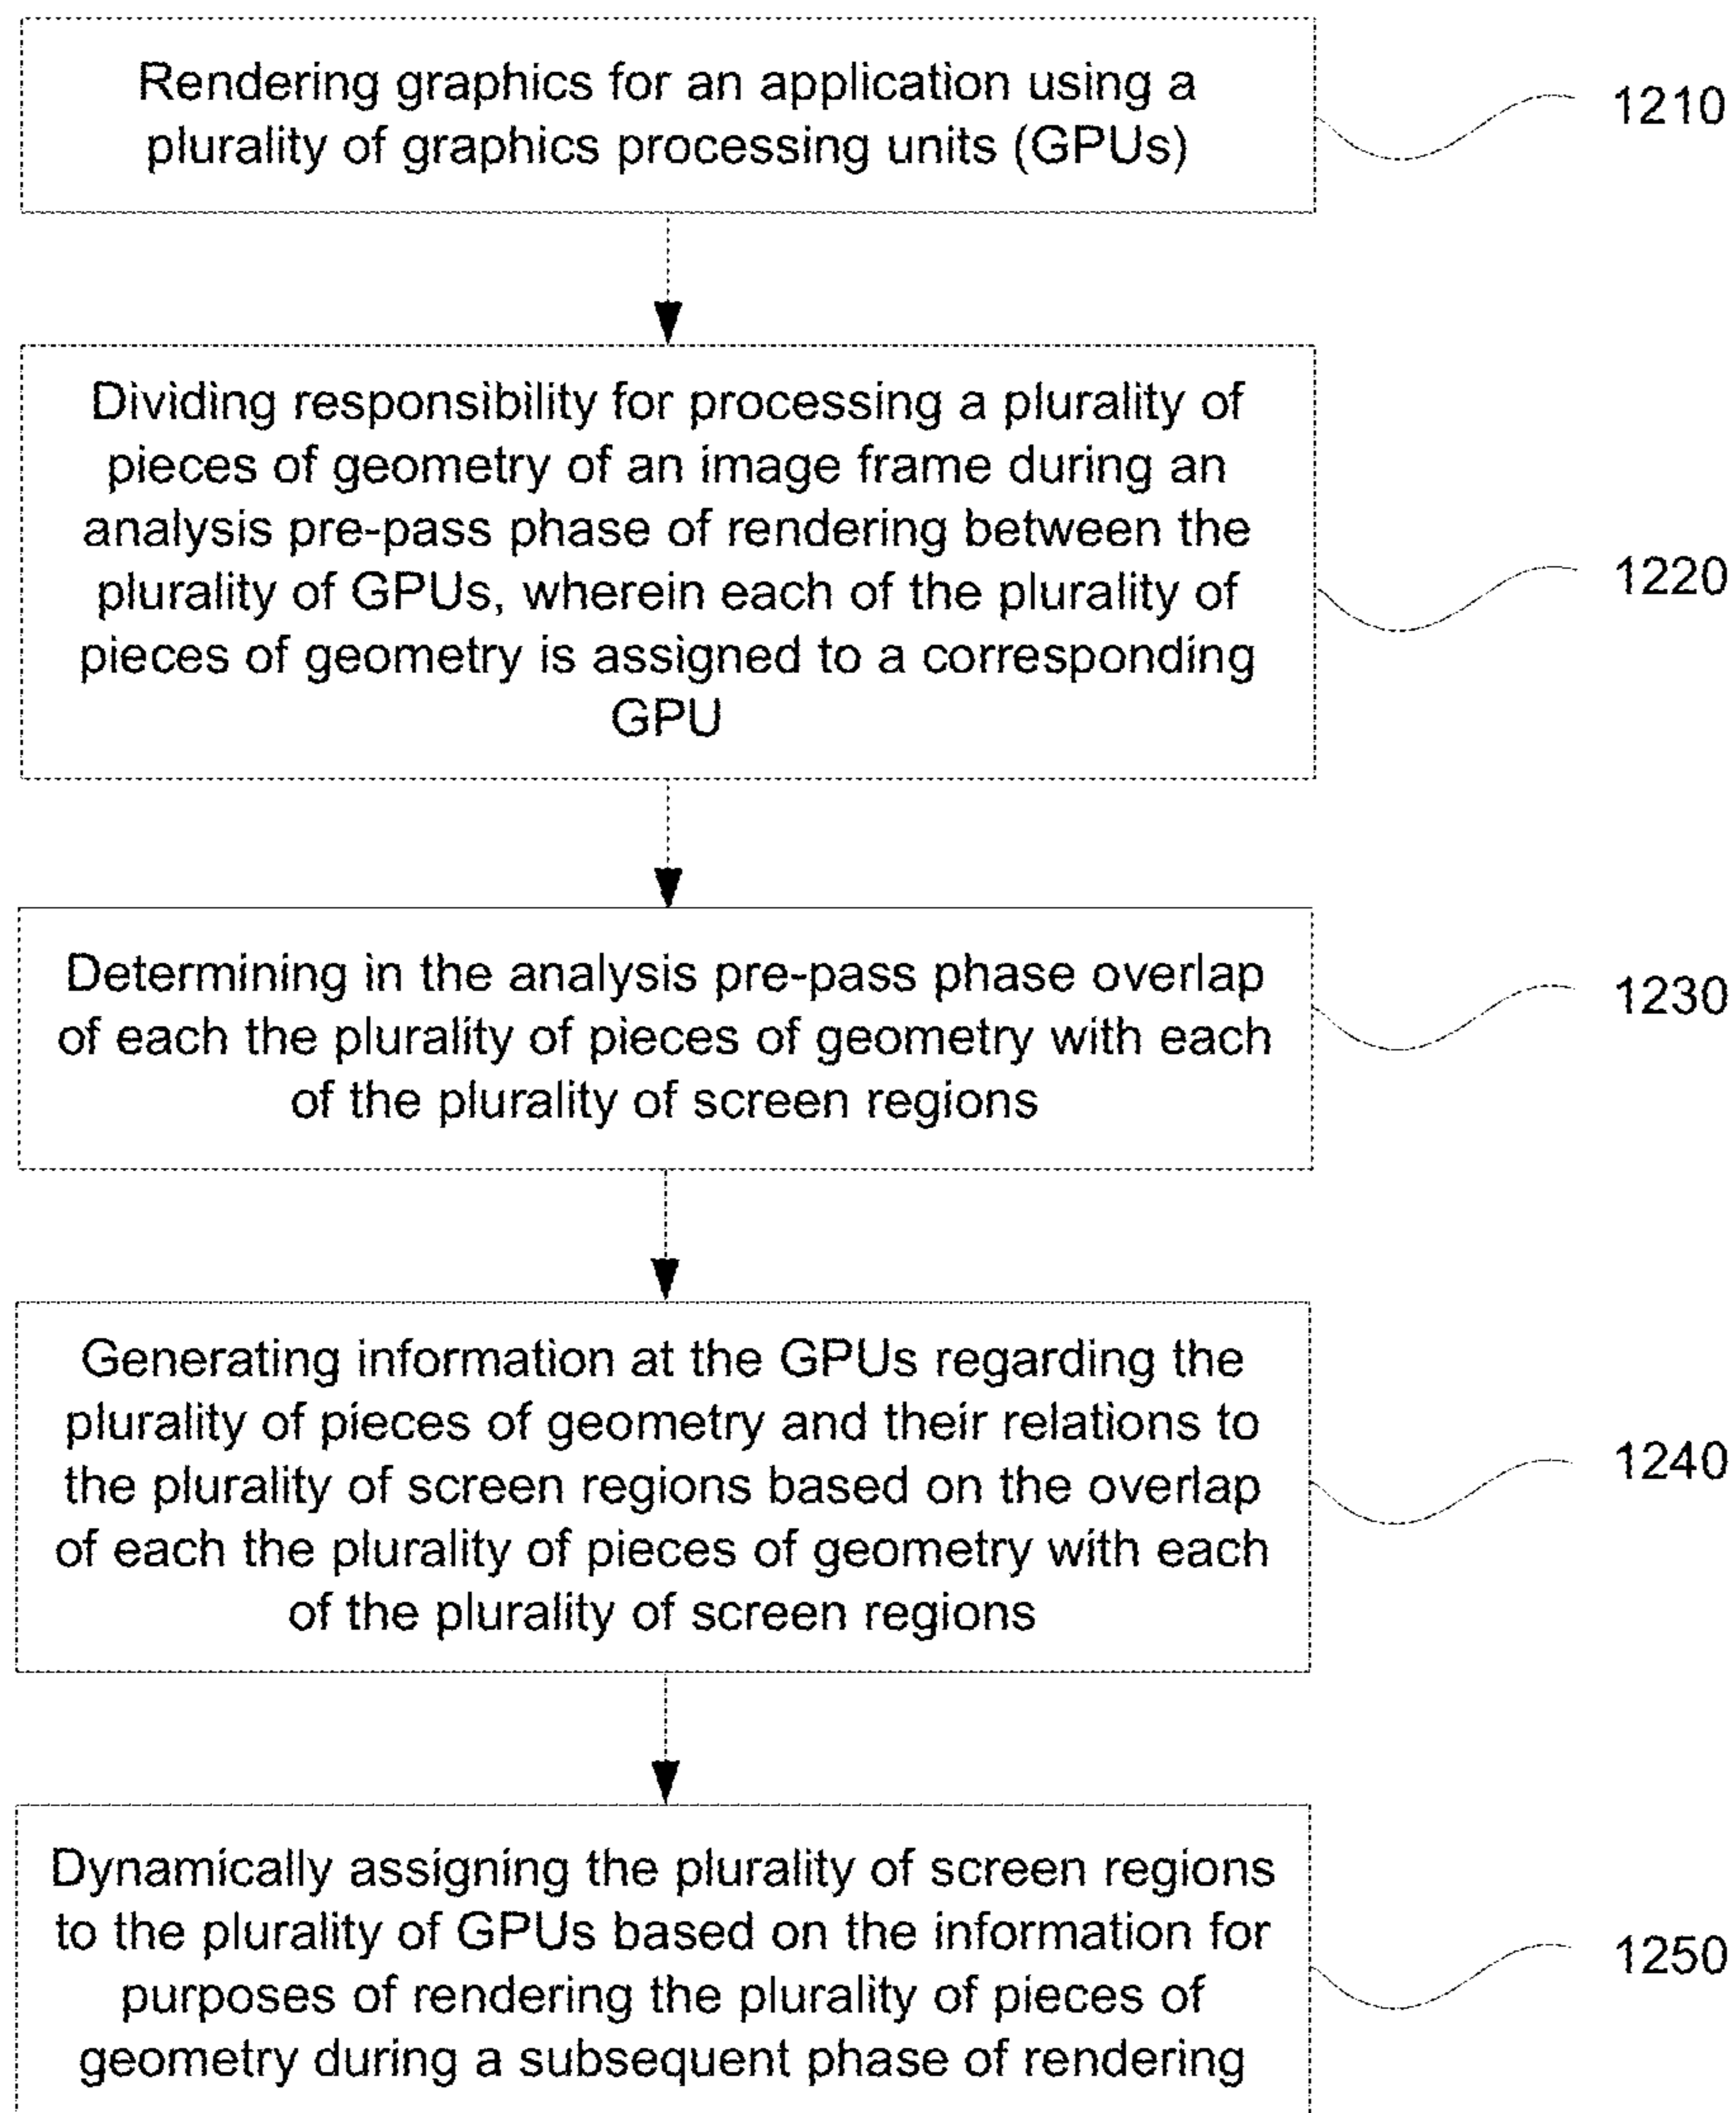 Rendering graphics for an application using a
plurality of graphics processing units (GPUs)
1210
Dividing responsibility for processing a plurality of
pieces of geometry of an image frame during an
analysis pre-pass phase of rendering between the
plurality of GPUs, wherein each of the plurality of
pieces of geometry is assigned to a corresponding
GPU
1220
Determining in the analysis pre-pass phase overlap
of each the plurality of pieces of geometry with each
of the plurality of screen regions
1230
Generating information at the GPUs regarding the
plurality of pieces of geometry and their relations to
the plurality of screen regions based on the overlap
of each the plurality of pieces of geometry with each
of the plurality of screen regions
1240
Dynamically assigning the plurality of screen regions
to the plurality of GPUs based on the information for
purposes of rendering the plurality of pieces of
geometry during a subsequent phase of rendering
1250